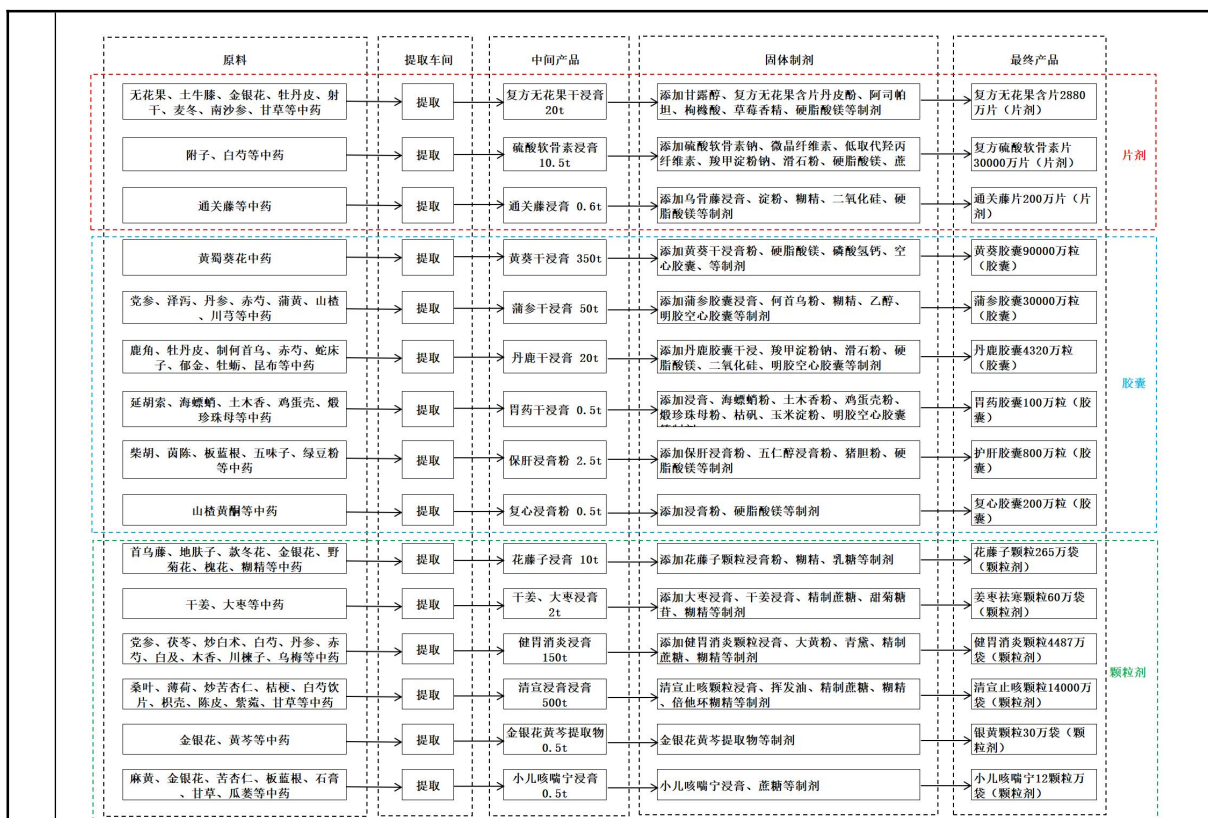 原料
提取车间
中间产品
固体制剂
最终产品
无花果、土牛膝、金银花、牡丹皮、射
干、麦冬、南沙参、甘草等中药
提取
复方无花果干浸膏
20t
添加甘露醇、复方无花果含片丹皮酚、阿司帕
坦、枸橼酸、草莓香精、硬脂酸镁等制剂
复方无花果含片2880
万片（片剂）
附子、白芍等中药
提取
硫酸软骨素浸膏
10.5t
添加硫酸软骨素钠、微晶纤维素、低取代羟丙
纤维素、羧甲淀粉钠、滑石粉、硬脂酸镁、蔗
复方硫酸软骨素片
30000万片（片剂）
片剂
通关藤等中药
提取
通关藤浸膏 0.6t
添加乌骨藤浸膏、淀粉、糊精、二氧化硅、硬
脂酸镁等制剂
通关藤片200万片（片
剂）
黄蜀葵花中药
提取
黄葵干浸膏 350t
添加黄葵干浸膏粉、硬脂酸镁、磷酸氢钙、空
心胶囊、等制剂
黄葵胶囊90000万粒
（胶囊）
党参、泽泻、丹参、赤芍、蒲黄、山楂
、川芎等中药
提取
蒲参干浸膏 50t
添加蒲参胶囊浸膏、何首乌粉、糊精、乙醇、
明胶空心胶囊等制剂
蒲参胶囊30000万粒
（胶囊）
鹿角、牡丹皮、制何首乌、赤芍、蛇床
子、郁金、牡蛎、昆布等中药
提取
丹鹿干浸膏 20t
添加丹鹿胶囊干浸、羧甲淀粉钠、滑石粉、硬
脂酸镁、二氧化硅、明胶空心胶囊等制剂
丹鹿胶囊4320万粒
（胶囊）
胶囊
延胡索、海螵蛸、土木香、鸡蛋壳、煅
珍珠母等中药
提取
胃药干浸膏 0.5t
添加浸膏、海螵蛸粉、土木香粉、鸡蛋壳粉、
煅珍珠母粉、枯矾、玉米淀粉、明胶空心胶囊
胃药胶囊100万粒（胶
囊）
柴胡、茵陈、板蓝根、五味子、绿豆粉
等中药
提取
保肝浸膏粉 2.5t
添加保肝浸膏粉、五仁醇浸膏粉、猪胆粉、硬
脂酸镁等制剂
护肝胶囊800万粒（胶
囊）
山楂黄酮等中药
提取
复心浸膏粉 0.5t
添加浸膏粉、硬脂酸镁等制剂
复心胶囊200万粒（胶
囊）
首乌藤、地肤子、款冬花、金银花、野
菊花、槐花、糊精等中药
提取
花藤子浸膏 10t
添加花藤子颗粒浸膏粉、糊精、乳糖等制剂
花藤子颗粒265万袋
（颗粒剂）
干姜、大枣等中药
提取
干姜、大枣浸膏
2t
添加大枣浸膏、干姜浸膏、精制蔗糖、甜菊糖
苷、糊精等制剂
姜枣祛寒颗粒60万袋
（颗粒剂）
党参、茯苓、炒白术、白芍、丹参、赤
芍、白及、木香、川楝子、乌梅等中药
提取
健胃消炎浸膏
150t
添加健胃消炎颗粒浸膏、大黄粉、青黛、精制
蔗糖、糊精等制剂
健胃消炎颗粒4487万
袋（颗粒剂）
颗粒剂
桑叶、薄荷、炒苦杏仁、桔梗、白芍饮
片、枳壳、陈皮、紫菀、甘草等中药
提取
清宣浸膏浸膏
500t
清宣止咳颗粒浸膏、挥发油、精制蔗糖、糊精
、倍他环糊精等制剂
清宣止咳颗粒14000万
袋（颗粒剂）
金银花、黄芩等中药
提取
金银花黄芩提取物
0.5t
金银花黄芩提取物等制剂
银黄颗粒30万袋（颗
粒剂）
麻黄、金银花、苦杏仁、板蓝根、石膏
、甘草、瓜蒌等中药
提取
小儿咳喘宁浸膏
0.5t
小儿咳喘宁浸膏、蔗糖等制剂
小儿咳喘宁12颗粒万
袋（颗粒剂）